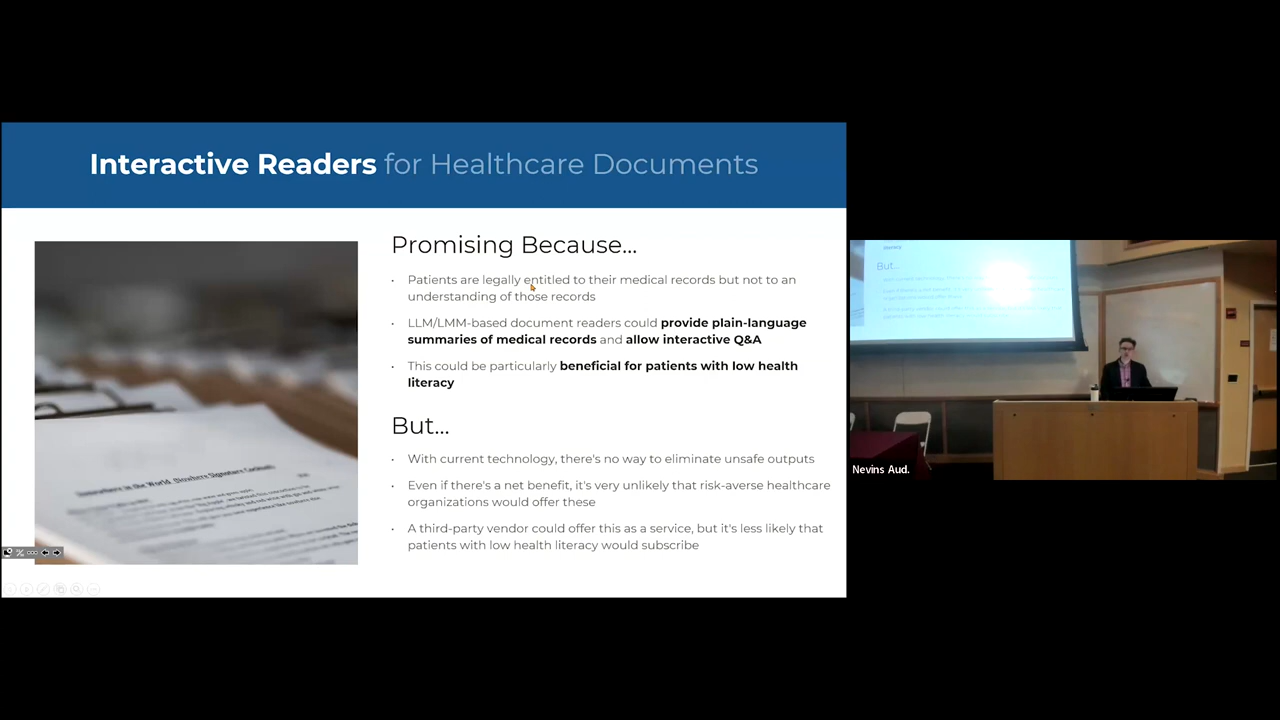 Interactive Readers for Healthcare Documents
Promising Because...
• Patients are legally entitled to their medical records but not to an
understanding of those records
• LLM/LMM-based document readers could provide plain-language
summaries of medical records and allow interactive Q&A
• This could be particularly beneficial for patients with low health
literacy
But...
• With current technology, there's no way to eliminate unsafe outputs
• Even if there's a net benefit, it's very unlikely that risk-averse healthcare
organizations would offer these
• A third-party vendor could offer this as a service, but it's less likely that
patients with low health literacy would subscribe
But...
Nevins Aud.